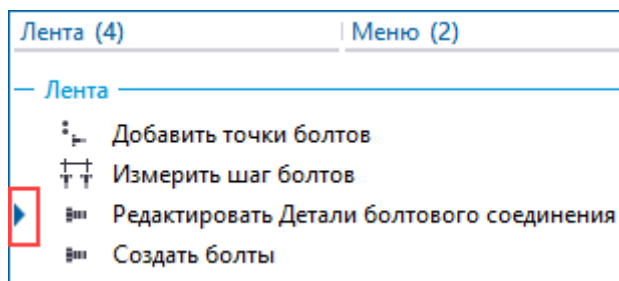 Лента (4) Меню (2)
Лента
Добавить точки болтов
Измерить шаг болтов
Редактировать Детали болтового соединения
Создать болты